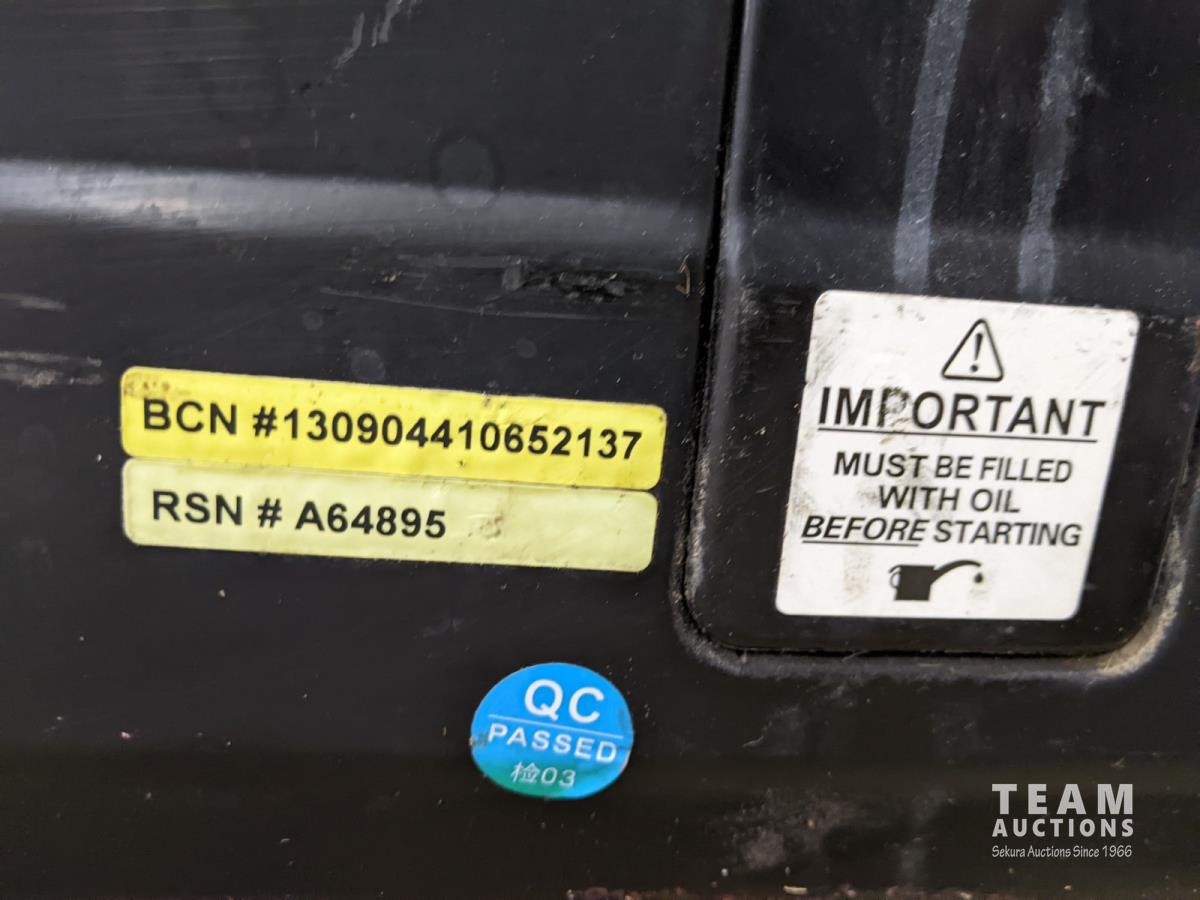 BCN #130904410652137
RSN # A64895
IMPORTANT
MUST BE FILLED
WITH OIL
BEFORE STARTING
QC
PASSED
检03
TEAM
AUCTIONS
Sekura Auctions Since 1966